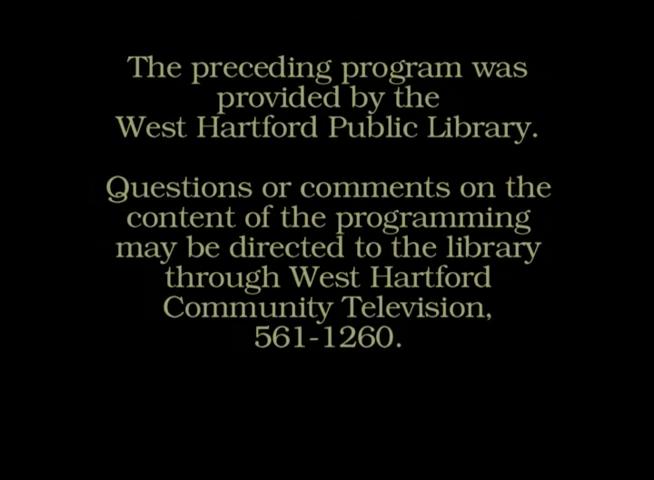 The preceding program was
provided by the
West Hartford Public Library.
Questions or comments on the
content of the programming
may be directed to the library
through West Hartford
Community Television,
561-1260.